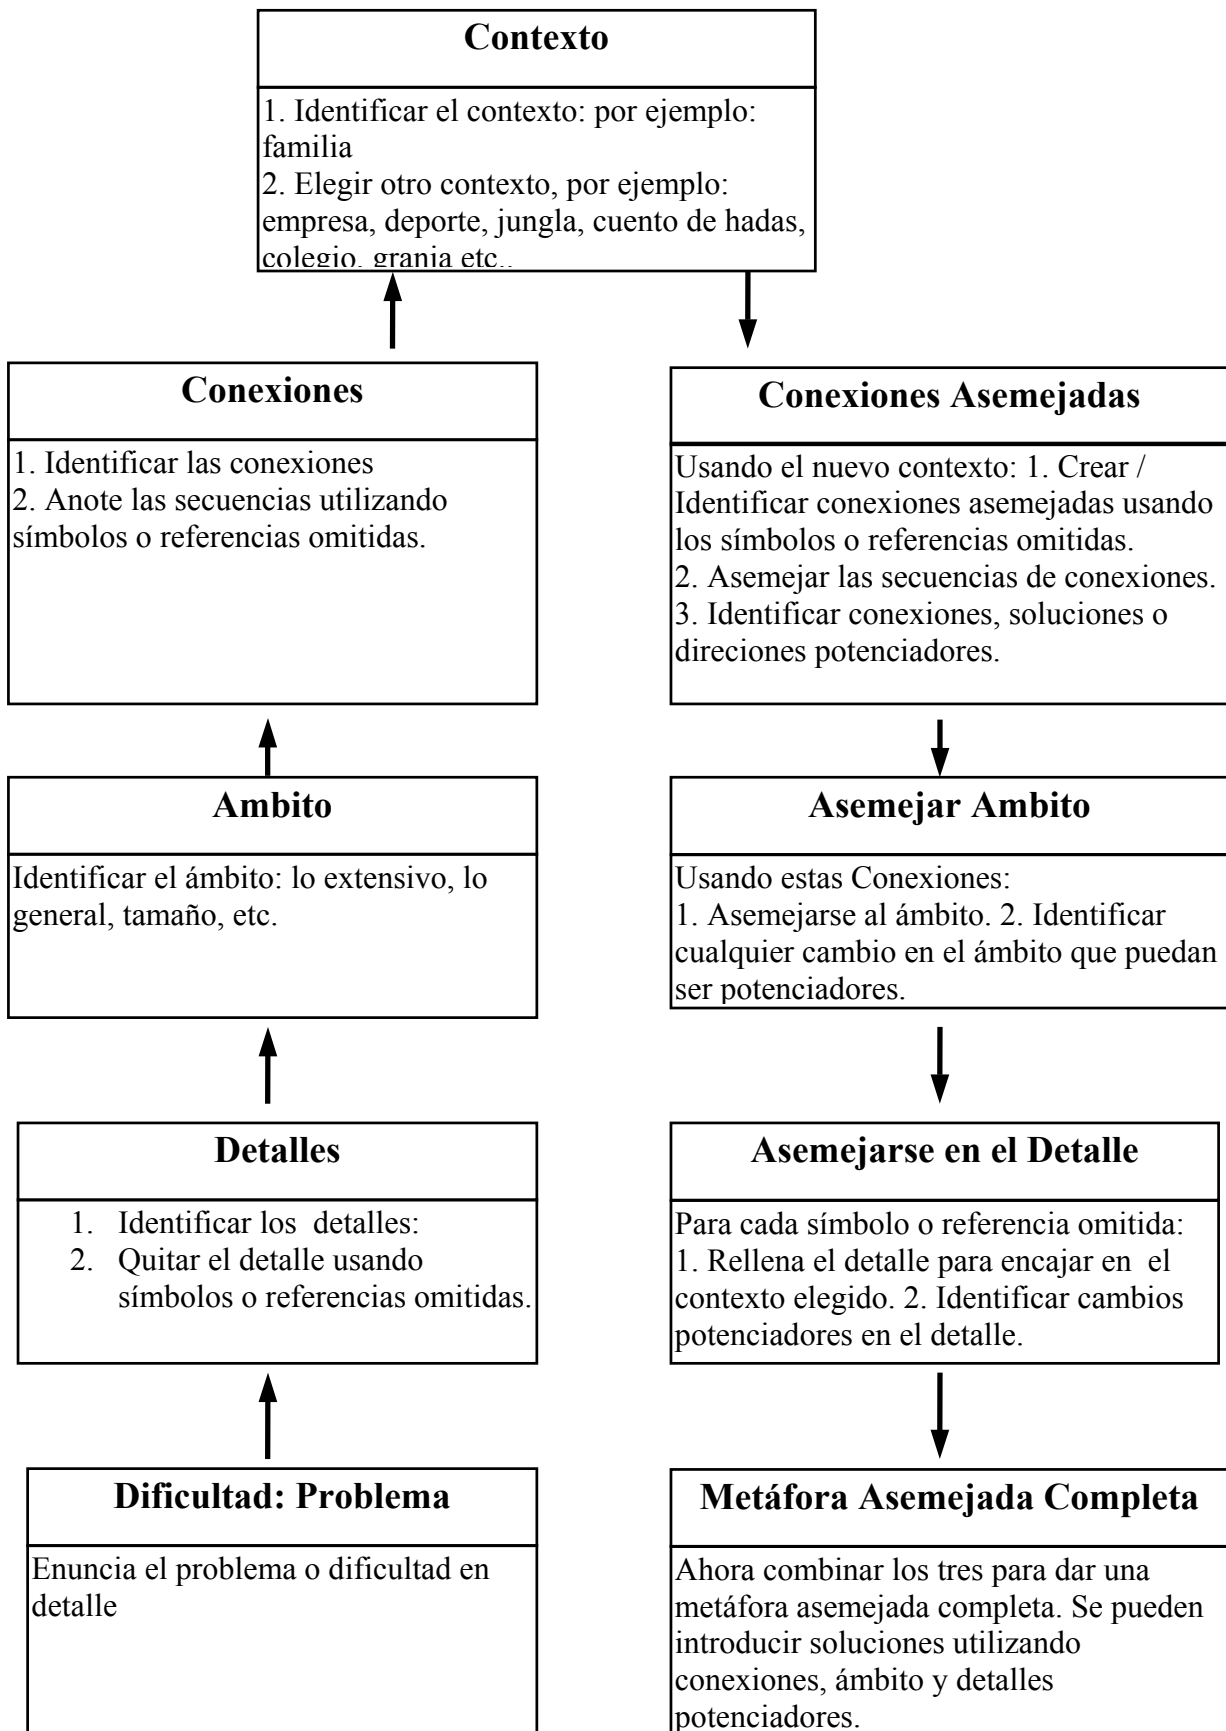 Contexto
1. Identificar el contexto: por ejemplo:
familia
2. Elegir otro contexto, por ejemplo:
empresa, deporte, jungla, cuento de hadas,
colegio, granja etc..
Conexiones
1. Identificar las conexiones
2. Anote las secuencias utilizando
símbolos o referencias omitidas.
Conexiones Asemejadas
Usando el nuevo contexto: 1. Crear /
Identificar conexiones asemejadas usando
los símbolos o referencias omitidas.
2. Asemejar las secuencias de conexiones.
3. Identificar conexiones, soluciones o
direciones potenciadores.
Ambito
Identificar el ámbito: lo extensivo, lo
general, tamaño, etc.
Asemejar Ambito
Usando estas Conexiones:
1. Asemejarse al ámbito. 2. Identificar
cualquier cambio en el ámbito que puedan
ser potenciadores.
Detalles
1. Identificar los detalles:
2. Quitar el detalle usando
símbolos o referencias omitidas.
Asemejarse en el Detalle
Para cada símbolo o referencia omitida:
1. Rellena el detalle para encajar en el
contexto elegido. 2. Identificar cambios
potenciadores en el detalle.
Dificultad: Problema
Enuncia el problema o dificultad en
detalle
Metáfora Asemejada Completa
Ahora combinar los tres para dar una
metáfora asemejada completa. Se pueden
introducir soluciones utilizando
conexiones, ámbito y detalles
potenciadores.